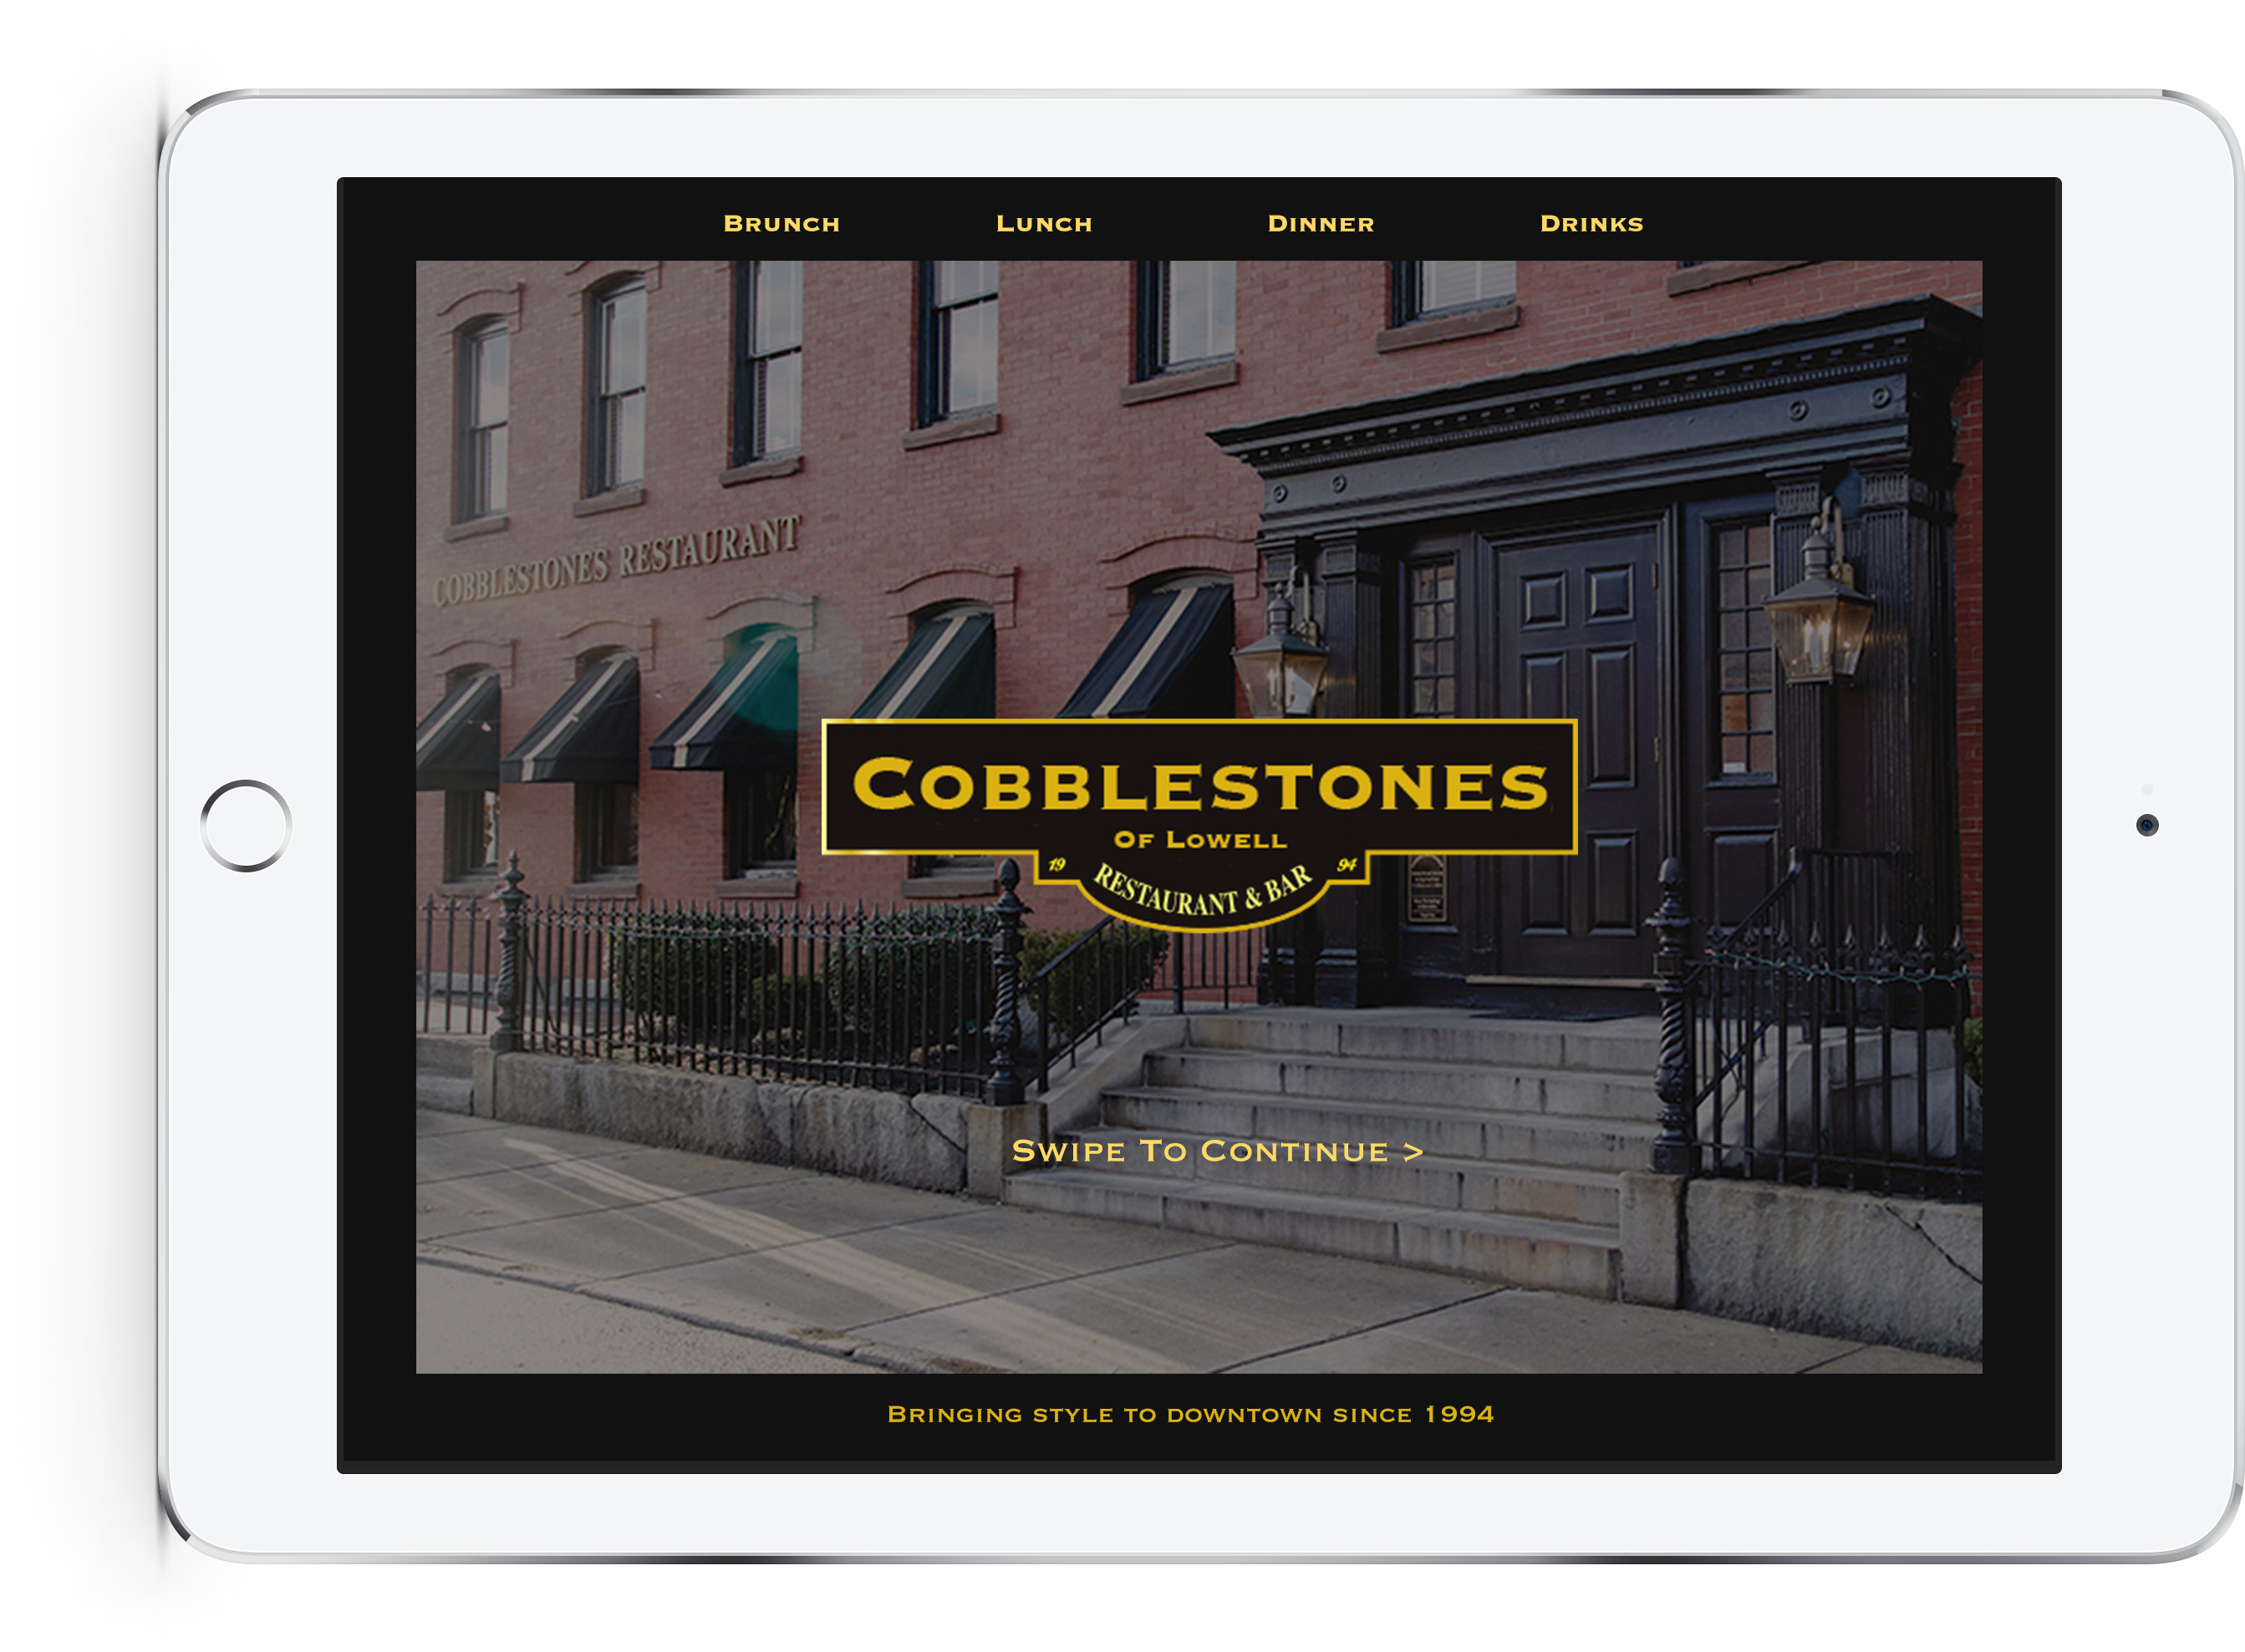 Brunch Lunch Dinner Drinks
COBBLESTONES RESTAURANT
COBBLESTONES
OF LOWELL
19 94
RESTAURANT & BAR
SWIPE TO CONTINUE >
BRINGING STYLE TO DOWNTOWN SINCE 1994